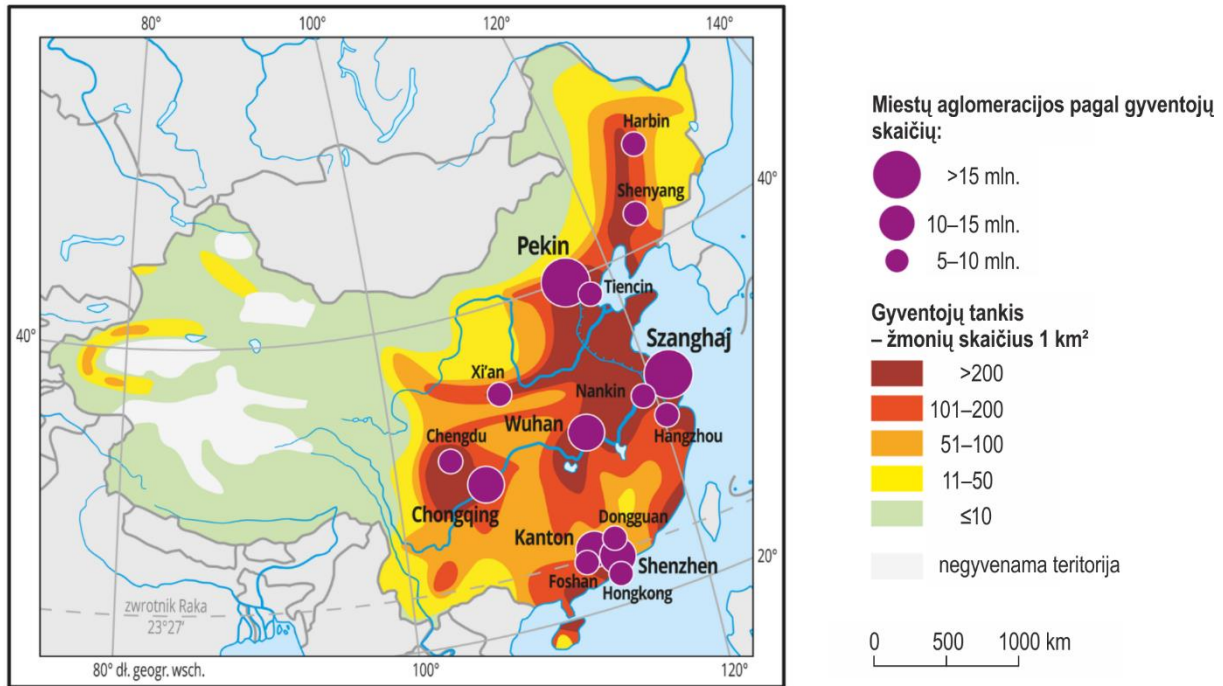 80°
100°
120°
140°
Harbin
Shenyang
40°
Pekin
Tiencin
40°
Szanghaj
Xi'an
Nankin
Wuhan
Hangzhou
Chengdu
Chongqing
Dongguan
Kanton
Shenzhen
Foshan
Hongkong
20°
zwrotnik Raka
23°27'
80° dł. geogr. wsch.
100°
120°
Miestų aglomeracijos pagal gyventojų
skaičių:
>15 mln.
10–15 mln.
5–10 mln.
Gyventojų tankis
– žmonių skaičius 1 km²
>200
101–200
51–100
11–50
≤10
negyvenama teritorija
0 500 1000 km